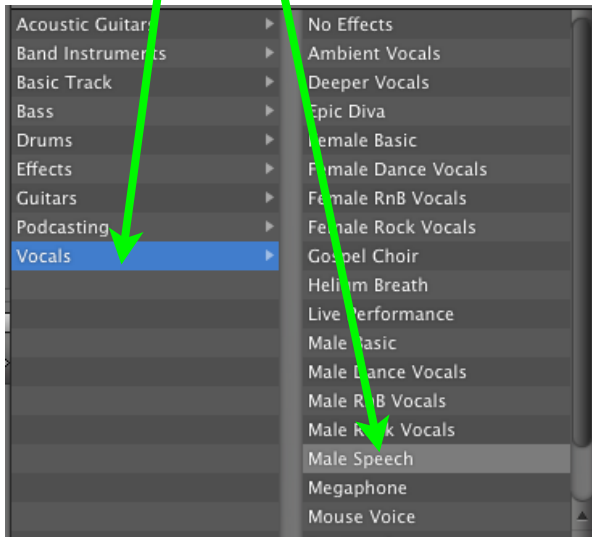 Acoustic Guitars
Band Instruments
Basic Track
Bass
Drums
Effects
Guitars
Podcasting
Vocals
No Effects
Ambient Vocals
Deeper Vocals
Epic Diva
Female Basic
Female Dance Vocals
Female RnB Vocals
Female Rock Vocals
Gospel Choir
Helium Breath
Live Performance
Male Basic
Male Dance Vocals
Male RnB Vocals
Male Rock Vocals
Male Speech
Megaphone
Mouse Voice